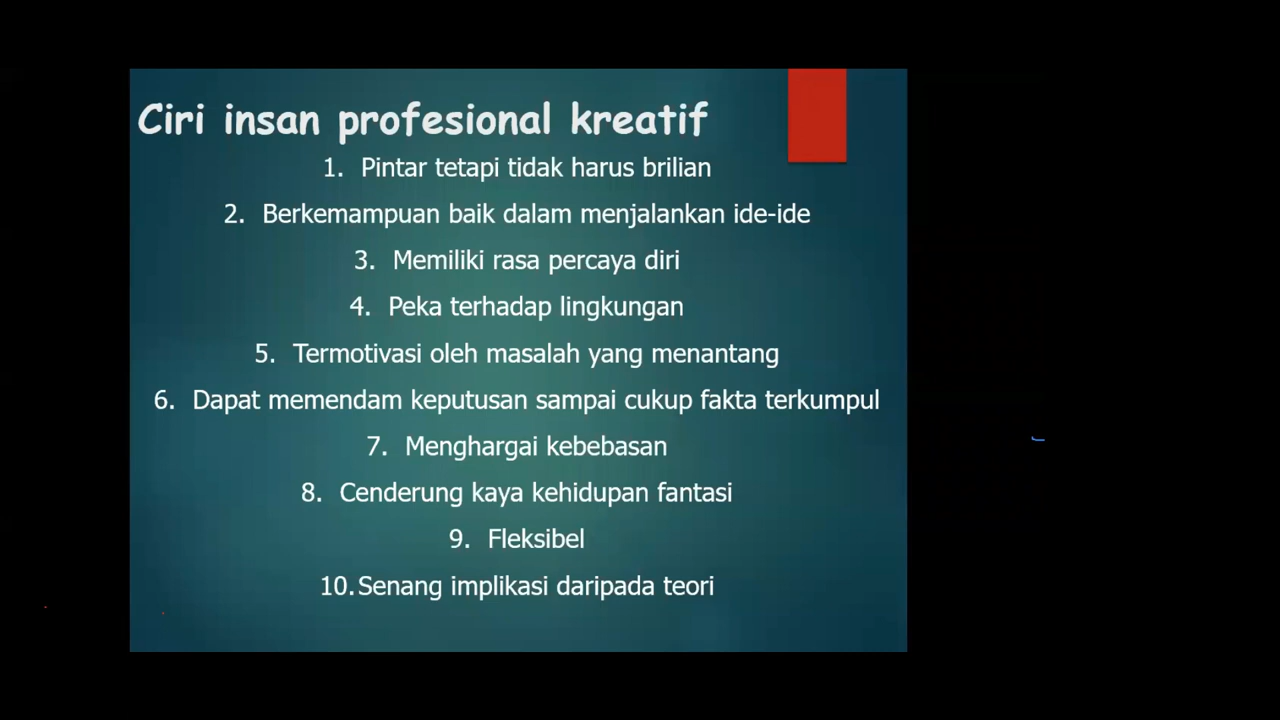 Ciri insan profesional kreatif
1. Pintar tetapi tidak harus brilian
2. Berkemampuan baik dalam menjalankan ide-ide
3. Memiliki rasa percaya diri
4. Peka terhadap lingkungan
5. Termotivasi oleh masalah yang menantang
6. Dapat memendam keputusan sampai cukup fakta terkumpul
7. Menghargai kebebasan
8. Cenderung kaya kehidupan fantasi
9. Fleksibel
10.Senang implikasi daripada teori